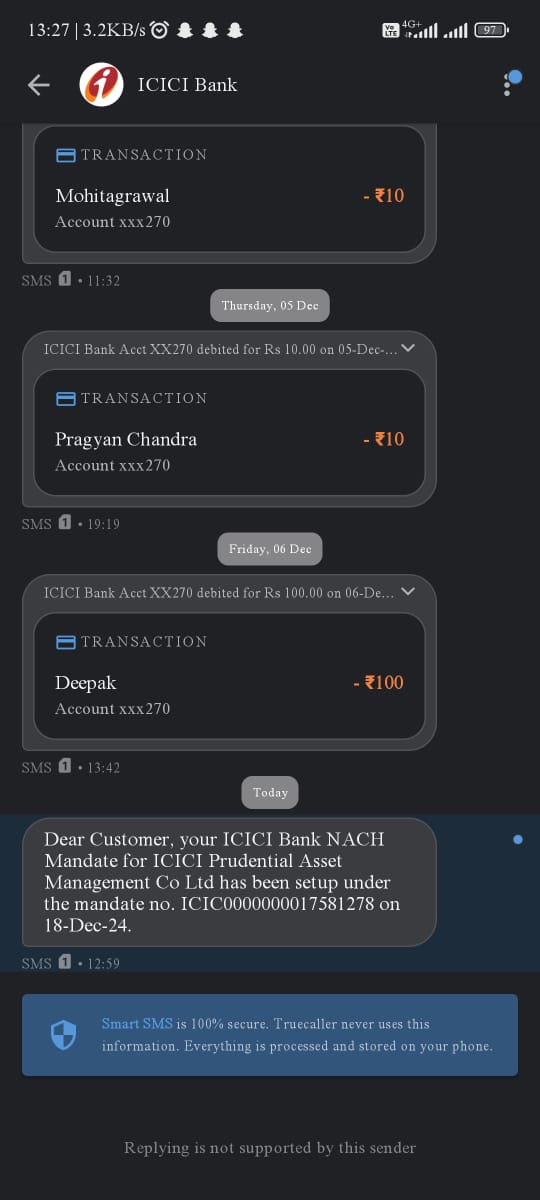 13:27 | 3.2KB/s
Vo LTE 4G+ 97
ICICI Bank
TRANSACTION
Mohitagrawal - ₹10
Account xxx270
SMS 1 • 11:32
Thursday, 05 Dec
ICICI Bank Acct XX270 debited for Rs 10.00 on 05-Dec-...
TRANSACTION
Pragyan Chandra - ₹10
Account xxx270
SMS 1 • 19:19
Friday, 06 Dec
ICICI Bank Acct XX270 debited for Rs 100.00 on 06-De...
TRANSACTION
Deepak - ₹100
Account xxx270
SMS 1 • 13:42
Today
Dear Customer, your ICICI Bank NACH
Mandate for ICICI Prudential Asset
Management Co Ltd has been setup under
the mandate no. ICIC0000000017581278 on
18-Dec-24.
SMS 1 • 12:59
Smart SMS is 100% secure. Truecaller never uses this
information. Everything is processed and stored on your phone.
Replying is not supported by this sender